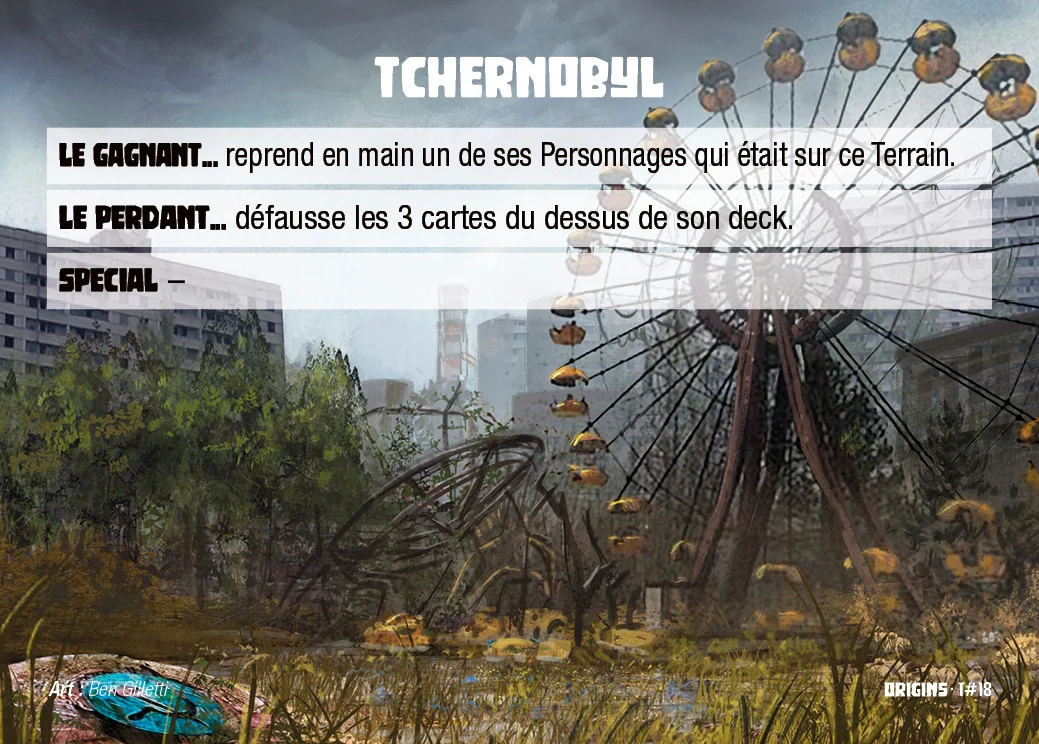 TCHERNOBYL
LE GAGNANT... reprend en main un de ses Personnages qui était sur ce Terrain.
LE PERDANT... défausse les 3 cartes du dessus de son deck.
SPECIAL –
Art : Ben Gilletti
ORIGINS · T#18